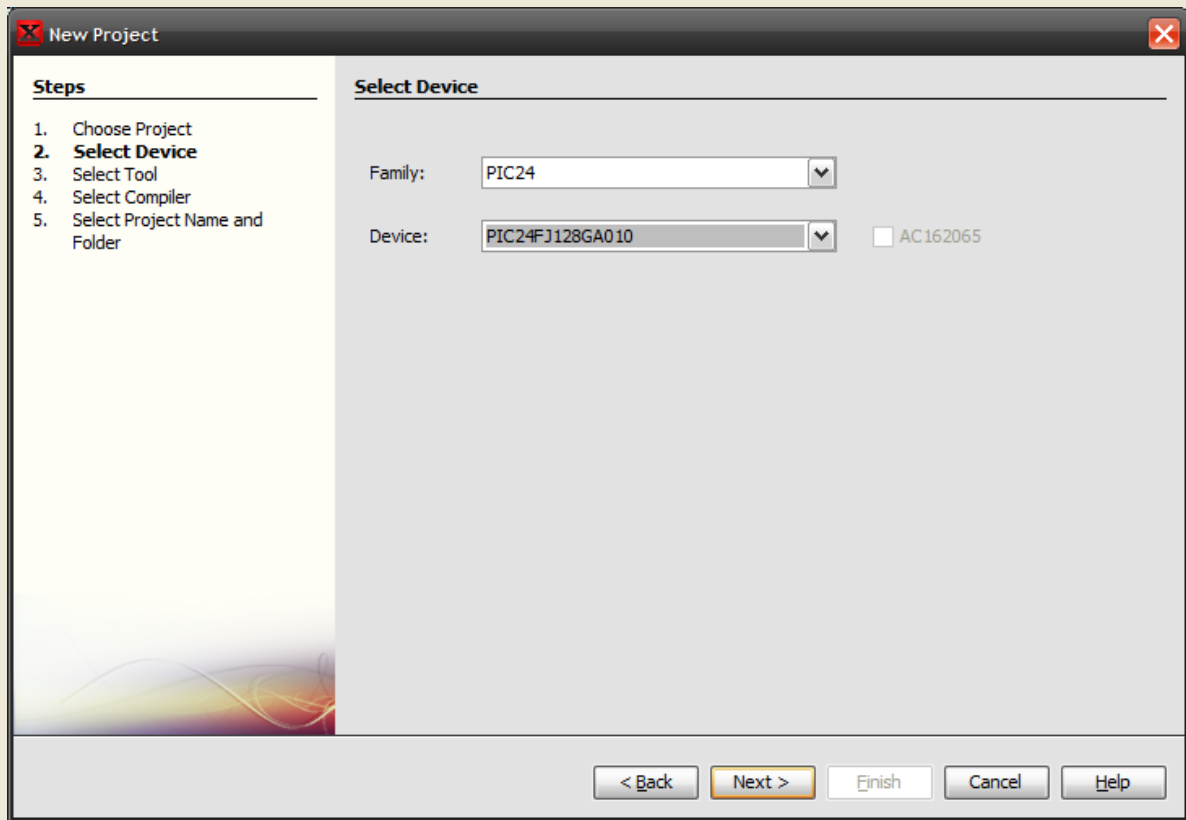 New Project
Steps
1. Choose Project
2. Select Device
3. Select Tool
4. Select Compiler
5. Select Project Name and
Folder
Select Device
Family: PIC24
Device: PIC24FJ128GA010 AC162065
< Back Next > Finish Cancel Help